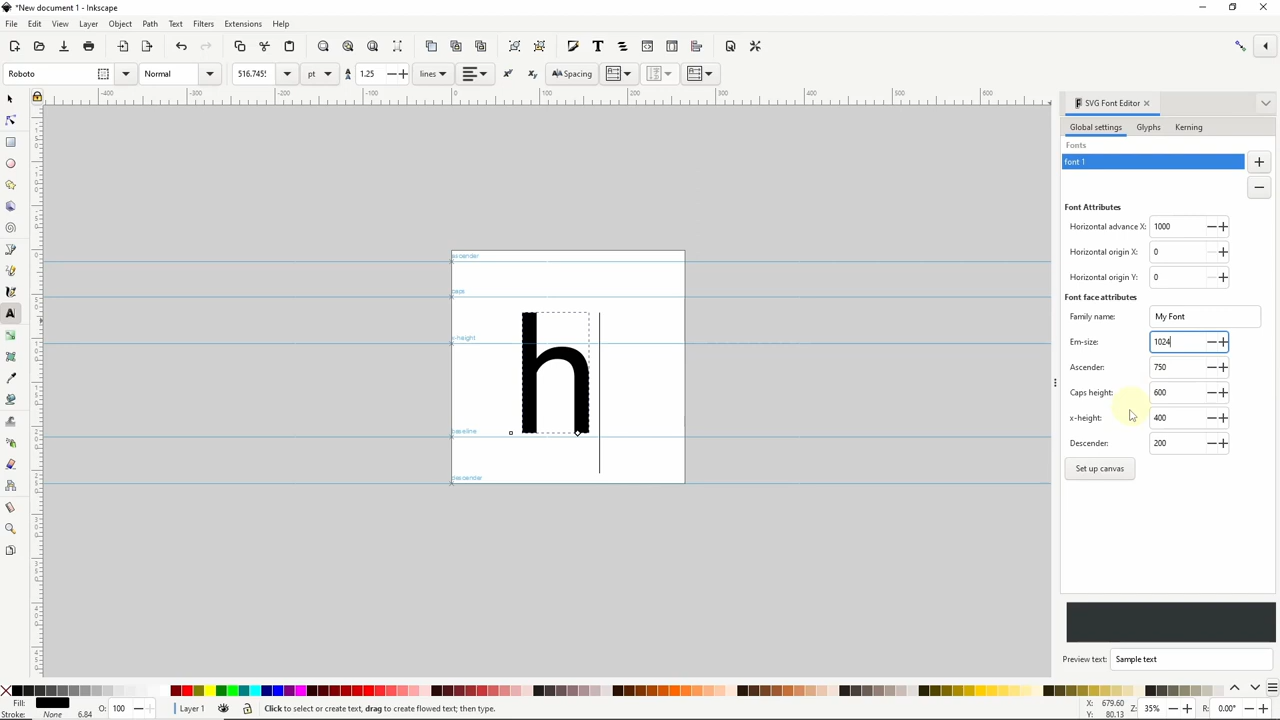 *New document 1 - Inkscape
File Edit View Layer Object Path Text Filters Extensions Help
Roboto Normal 516.745! pt 1.25 lines Spacing
SVG Font Editor
-400 -300 -200 -100 0 100 200 300 400 500 600
Global settings Glyphs Kerning
Fonts
font 1
Font Attributes
Horizontal advance X: 1000
Horizontal origin X: 0
Horizontal origin Y: 0
Font face attributes
Family name: My Font
Em-size: 1024
Ascender: 750
Caps height: 600
x-height: 400
Descender: 200
Set up canvas
ascender
caps
x-height
h
baseline
descender
Preview text: Sample text
Fill:
Stroke: None 6.84
O: 100
Layer 1
Click to select or create text, drag to create flowed text; then type.
X: 679.60
Y: 80.13
Z: 35%
R: 0.00°